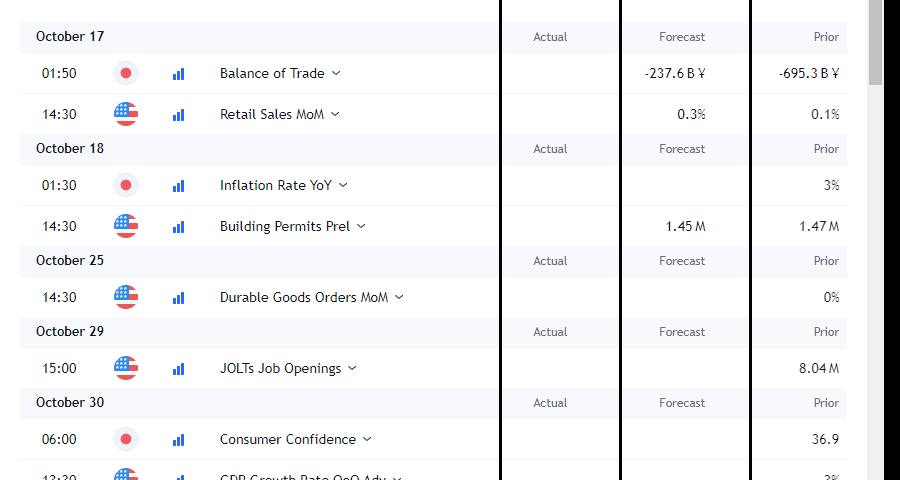 October 17 Actual Forecast Prior
01:50 Balance of Trade -237.6 B ¥ -695.3 B ¥
14:30 Retail Sales MoM 0.3% 0.1%
October 18 Actual Forecast Prior
01:30 Inflation Rate YoY 3%
14:30 Building Permits Prel 1.45 M 1.47 M
October 25 Actual Forecast Prior
14:30 Durable Goods Orders MoM 0%
October 29 Actual Forecast Prior
15:00 JOLTs Job Openings 8.04 M
October 30 Actual Forecast Prior
06:00 Consumer Confidence 36.9
GDP Growth Rate QoQ Adv